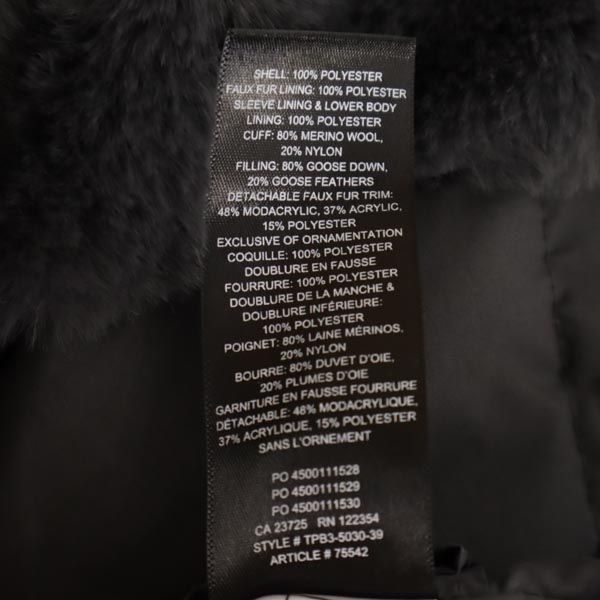 SHELL: 100% POLYESTER
FAUX FUR LINING: 100% POLYESTER
SLEEVE LINING & LOWER BODY
LINING: 100% POLYESTER
CUFF: 80% MERINO WOOL,
20% NYLON
FILLING: 80% GOOSE DOWN,
20% GOOSE FEATHERS
DETACHABLE FAUX FUR TRIM:
48% MODACRYLIC, 37% ACRYLIC,
15% POLYESTER
EXCLUSIVE OF ORNAMENTATION
COQUILLE: 100% POLYESTER
DOUBLURE EN FAUSSE
FOURRURE: 100% POLYESTER
DOUBLURE DE LA MANCHE &
DOUBLURE INFÉRIEURE:
100% POLYESTER
POIGNET: 80% LAINE MÉRINOS,
20% NYLON
BOURRE: 80% DUVET D'OIE,
20% PLUMES D'OIE
GARNITURE EN FAUSSE FOURRURE
DÉTACHABLE: 48% MODACRYLIQUE,
37% ACRYLIQUE, 15% POLYESTER
SANS L'ORNEMENT
PO 4500111528
PO 4500111529
PO 4500111530
CA 23725 RN 122354
STYLE # TPB3-5030-39
ARTICLE # 75542